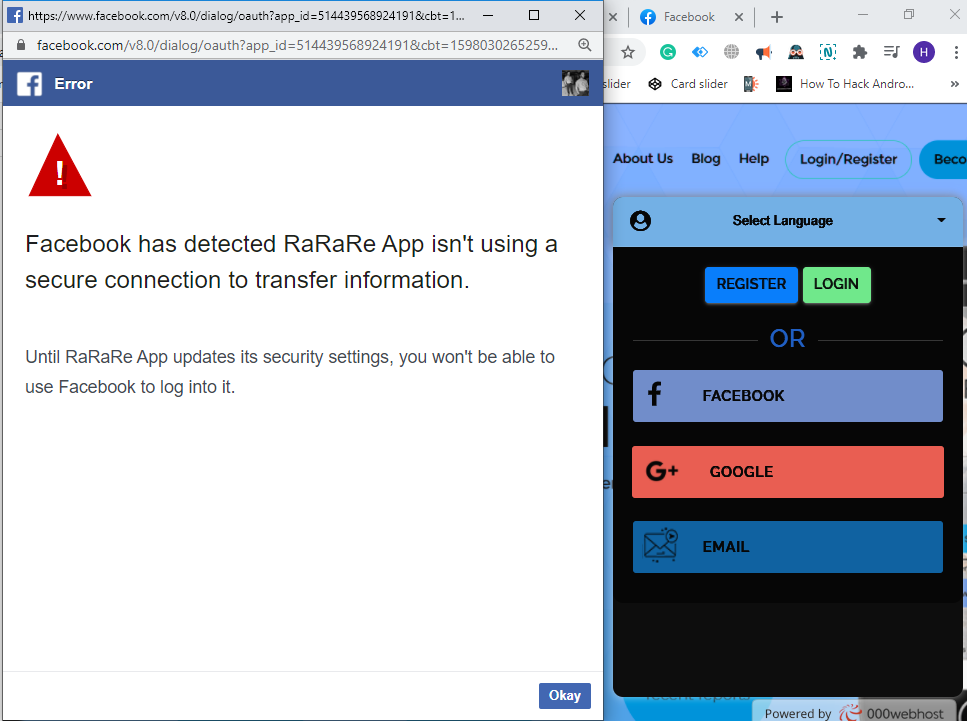 https://www.facebook.com/v8.0/dialog/oauth?app_id=514439568924191&cbt=1...
facebook.com/v8.0/dialog/oauth?app_id=514439568924191&cbt=1598030265259...
Error
!
Facebook has detected RaRaRe App isn't using a
secure connection to transfer information.
Until RaRaRe App updates its security settings, you won't be able to
use Facebook to log into it.
Okay
Facebook
H
slider
Card slider
How To Hack Andro...
About Us Blog Help Login/Register Beco
Select Language
REGISTER LOGIN
OR
FACEBOOK
G+ GOOGLE
EMAIL
recent reports
Powered by 000webhost